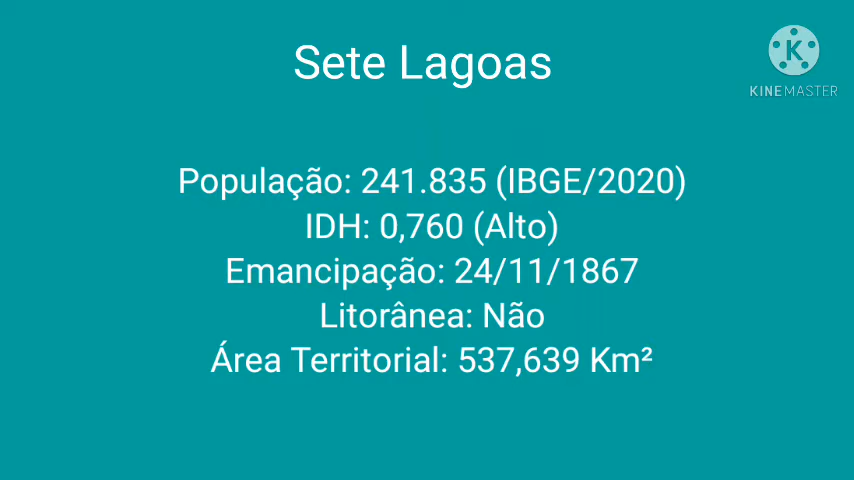 Sete Lagoas
K
KINEMASTER
População: 241.835 (IBGE/2020)
IDH: 0,760 (Alto)
Emancipação: 24/11/1867
Litorânea: Não
Área Territorial: 537,639 Km²